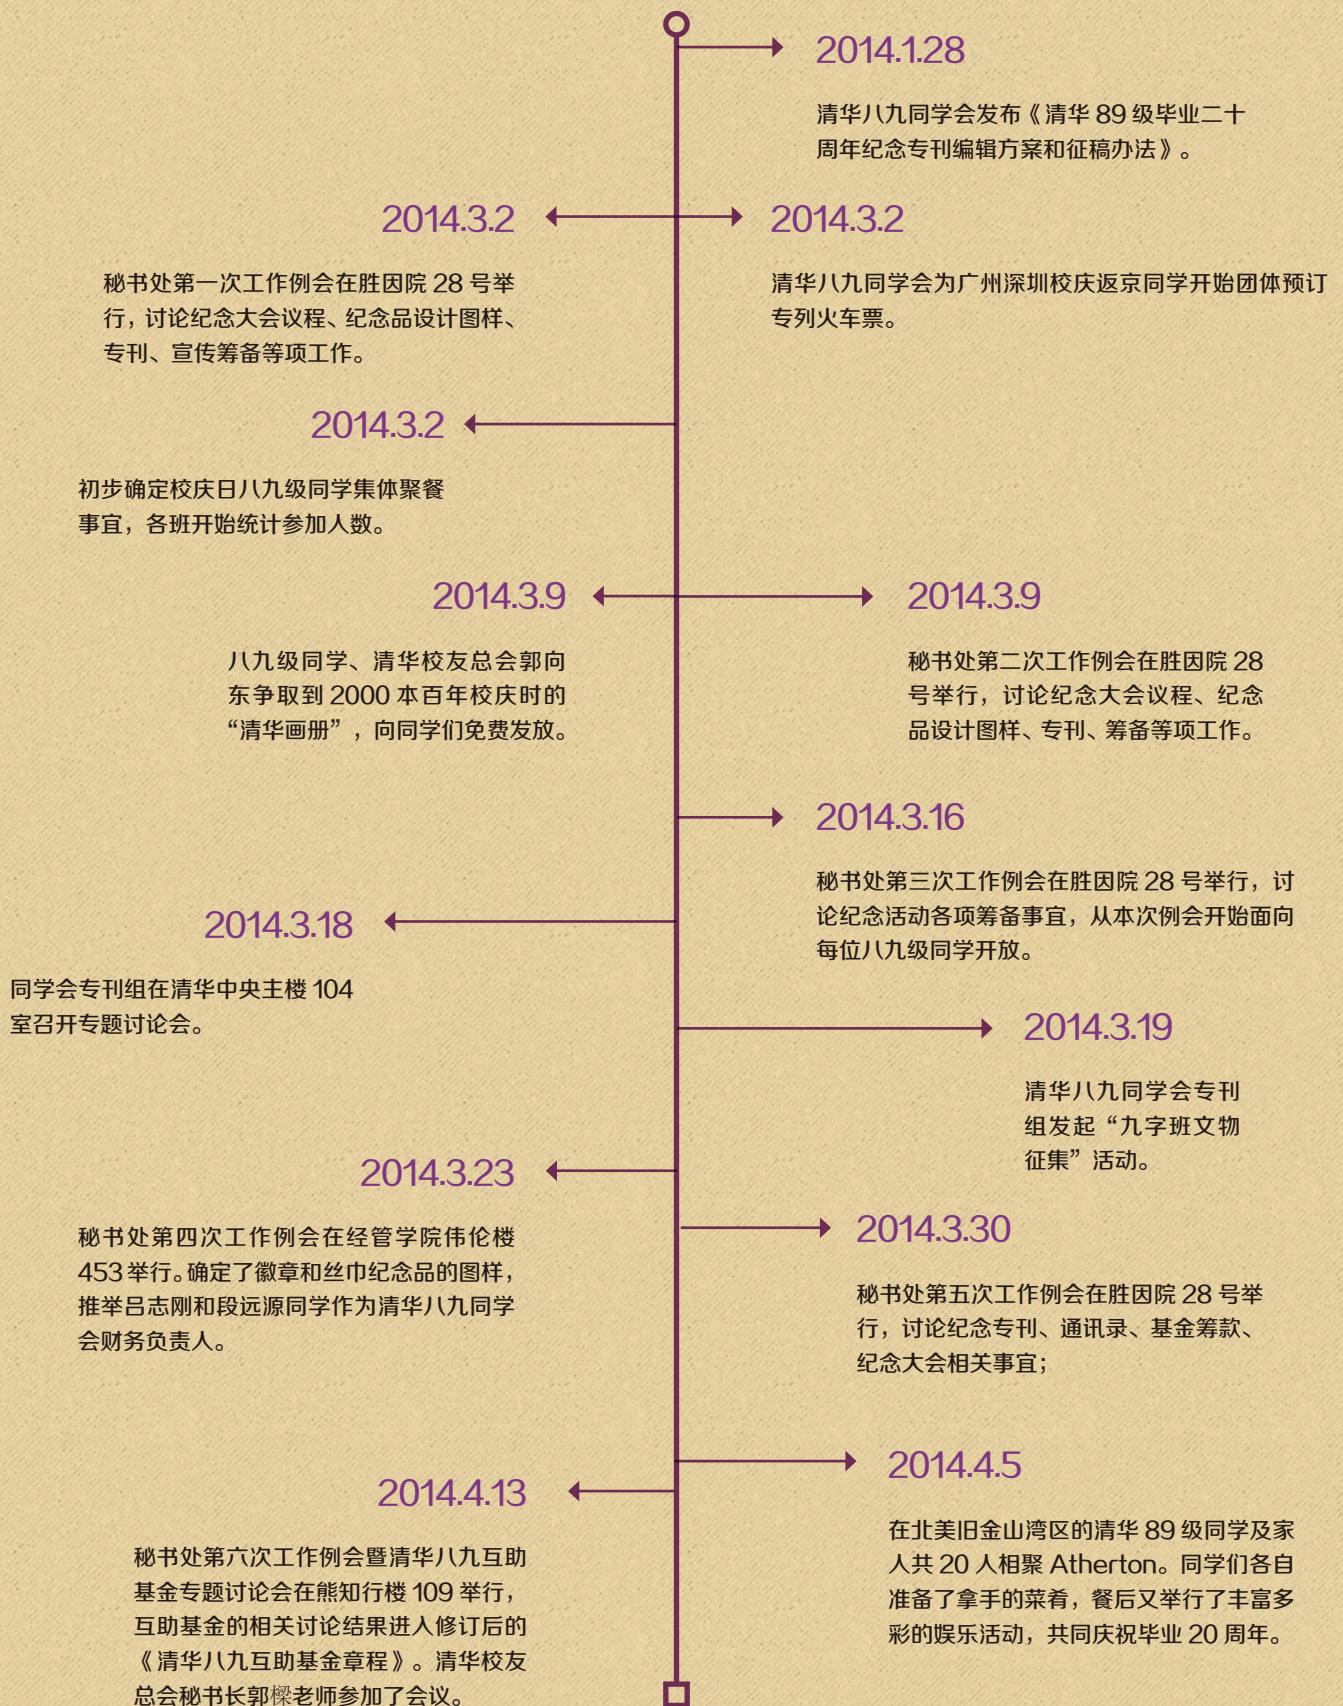 2014.1.28
清华八九同学会发布《清华 89 级毕业二十
周年纪念专刊编辑方案和征稿办法》。
2014.3.2
秘书处第一次工作例会在胜因院 28 号举
行，讨论纪念大会议程、纪念品设计图样、
专刊、宣传筹备等项工作。
2014.3.2
清华八九同学会为广州深圳校庆返京同学开始团体预订
专列火车票。
2014.3.2
初步确定校庆日八九级同学集体聚餐
事宜，各班开始统计参加人数。
2014.3.9
八九级同学、清华校友总会郭向
东争取到 2000 本百年校庆时的
“清华画册”，向同学们免费发放。
2014.3.9
秘书处第二次工作例会在胜因院 28
号举行，讨论纪念大会议程、纪念
品设计图样、专刊、筹备等项工作。
2014.3.16
秘书处第三次工作例会在胜因院 28 号举行，讨
论纪念活动各项筹备事宜，从本次例会开始面向
每位八九级同学开放。
2014.3.18
同学会专刊组在清华中央主楼 104
室召开专题讨论会。
2014.3.19
清华八九同学会专刊
组发起“九字班文物
征集”活动。
2014.3.23
秘书处第四次工作例会在经管学院伟伦楼
453 举行。确定了徽章和丝巾纪念品的图样，
推举吕志刚和段远源同学作为清华八九同学
会财务负责人。
2014.3.30
秘书处第五次工作例会在胜因院 28 号举
行，讨论纪念专刊、通讯录、基金筹款、
纪念大会相关事宜；
2014.4.5
在北美旧金山湾区的清华 89 级同学及家
人共 20 人相聚 Atherton。同学们各自
准备了拿手的菜肴，餐后又举行了丰富多
彩的娱乐活动，共同庆祝毕业 20 周年。
2014.4.13
秘书处第六次工作例会暨清华八九互助
基金专题讨论会在熊知行楼 109 举行，
互助基金的相关讨论结果进入修订后的
《清华八九互助基金章程》。清华校友
总会秘书长郭樑老师参加了会议。